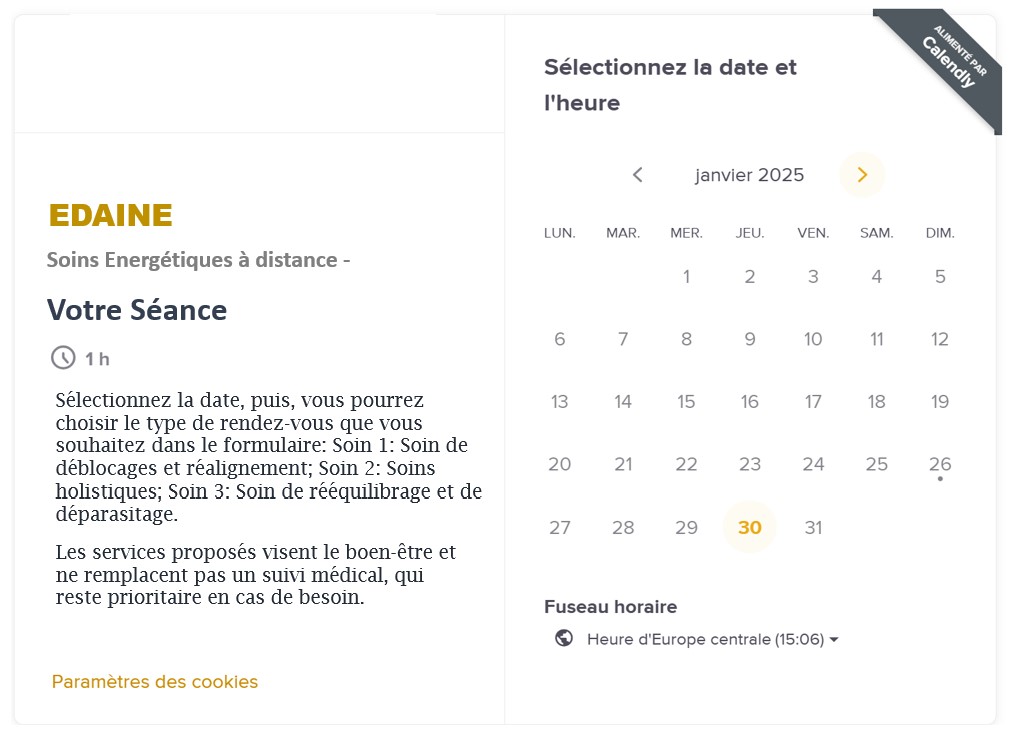 EDAINE
Soins Energétiques à distance -
Votre Séance
1 h
Sélectionnez la date, puis, vous pourrez
choisir le type de rendez-vous que vous
souhaitez dans le formulaire: Soin 1: Soin de
déblocages et réalignement; Soin 2: Soins
holistiques; Soin 3: Soin de rééquilibrage et de
déparasitage.
Les services proposés visent le boen-être et
ne remplacent pas un suivi médical, qui
reste prioritaire en cas de besoin.
Paramètres des cookies
Sélectionnez la date et
l'heure
ALIMENTÉ PAR
Calendly
janvier 2025
LUN. MAR. MER. JEU. VEN. SAM. DIM.
1 2 3 4 5
6 7 8 9 10 11 12
13 14 15 16 17 18 19
20 21 22 23 24 25 26
27 28 29 30 31
Fuseau horaire
Heure d'Europe centrale (15:06)